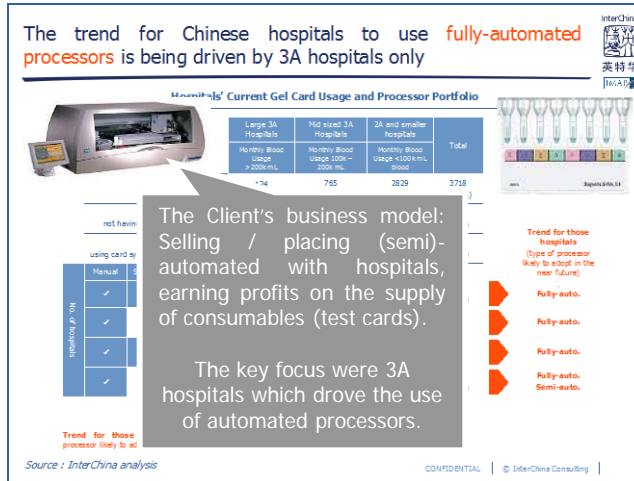 The trend for Chinese hospitals to use fully-automated
processors is being driven by 3A hospitals only
InterChina
英特华
Hospitals' Current Gel Card Usage and Processor Portfolio
Large 3A
Hospitals
Mid sized 3A
Hospitals
2A and smaller
hospitals
Total
Monthly Blood
Usage
>200k mL
Monthly Blood
Usage 100k –
200k mL
Monthly Blood
Usage <100k mL
blood
124 765 2829 3718
not having
using card sy
Manual S
No. of hospitals
✓
✓
✓
✓
The Client's business model:
Selling / placing (semi)-
automated with hospitals,
earning profits on the supply
of consumables (test cards).
The key focus were 3A
hospitals which drove the use
of automated processors.
Trend for those
hospitals
(type of processor
likely to adopt in the
near future)
Fully-auto.
Fully-auto.
Fully-auto.
Fully-auto.
Semi-auto.
Trend for those
processor likely to ad
Source : InterChina analysis
CONFIDENTIAL | © InterChina Consulting |